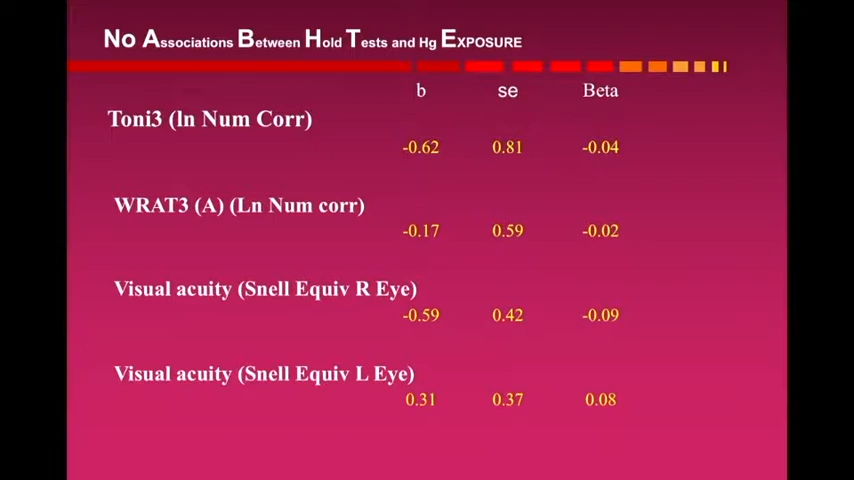 No Associations Between Hold Tests and Hg EXPOSURE
b se Beta
Toni3 (ln Num Corr)
-0.62 0.81 -0.04
WRAT3 (A) (Ln Num corr)
-0.17 0.59 -0.02
Visual acuity (Snell Equiv R Eye)
-0.59 0.42 -0.09
Visual acuity (Snell Equiv L Eye)
0.31 0.37 0.08